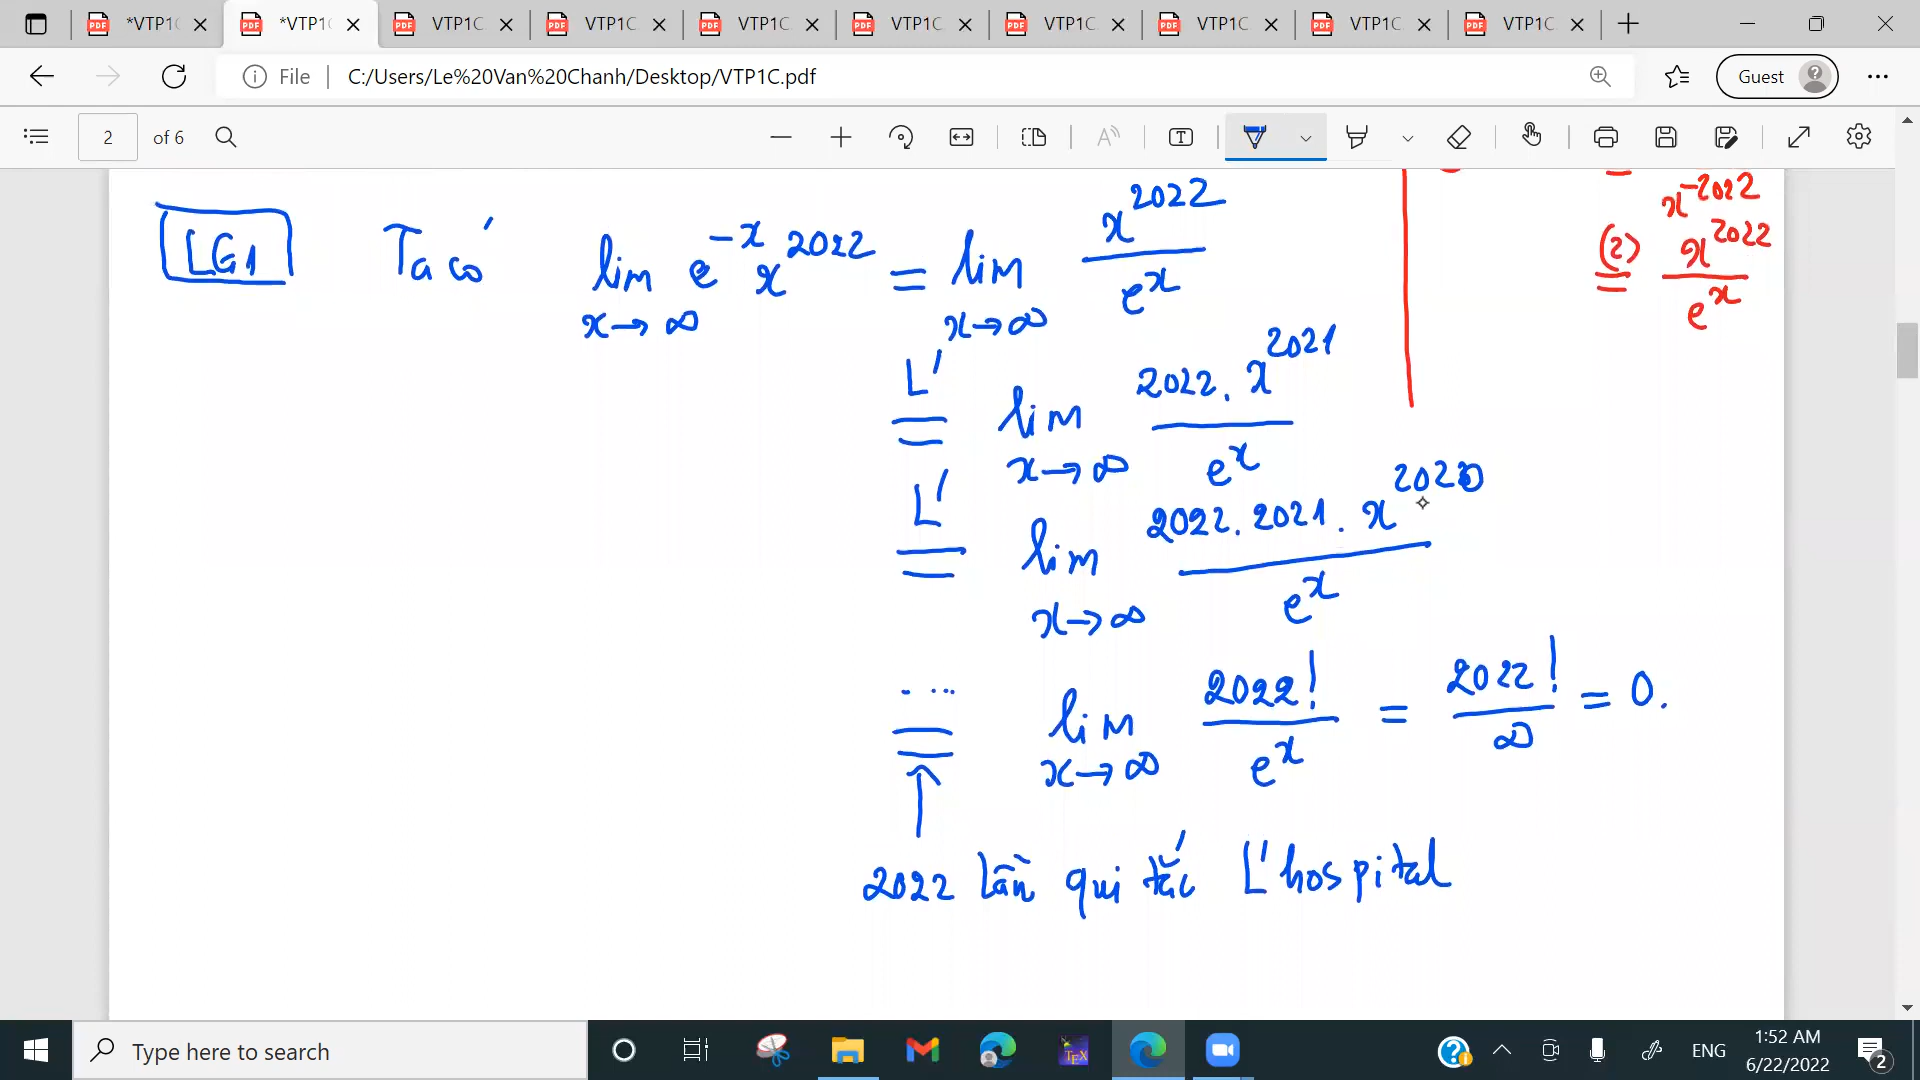 *VTP1C *VTP1C VTP1C VTP1C VTP1C VTP1C VTP1C VTP1C VTP1C VTP1C
File C:/Users/Le%20Van%20Chanh/Desktop/VTP1C.pdf Guest
2 of 6
LG1 Ta có lim x→∞ e^{-x} x^{2022} = lim x→∞ x^{2022} / e^x
L' = lim x→∞ 2022. x^{2021} / e^x
L' = lim x→∞ 2022. 2021. x^{2020} / e^x
..... = lim x→∞ 2022! / e^x = 2022! / ∞ = 0.
↑
2022 lần qui tắc L'hospital
= x^{-2022}
(2) = x^{2022} / e^x
Type here to search
ENG
1:52 AM
6/22/2022
2